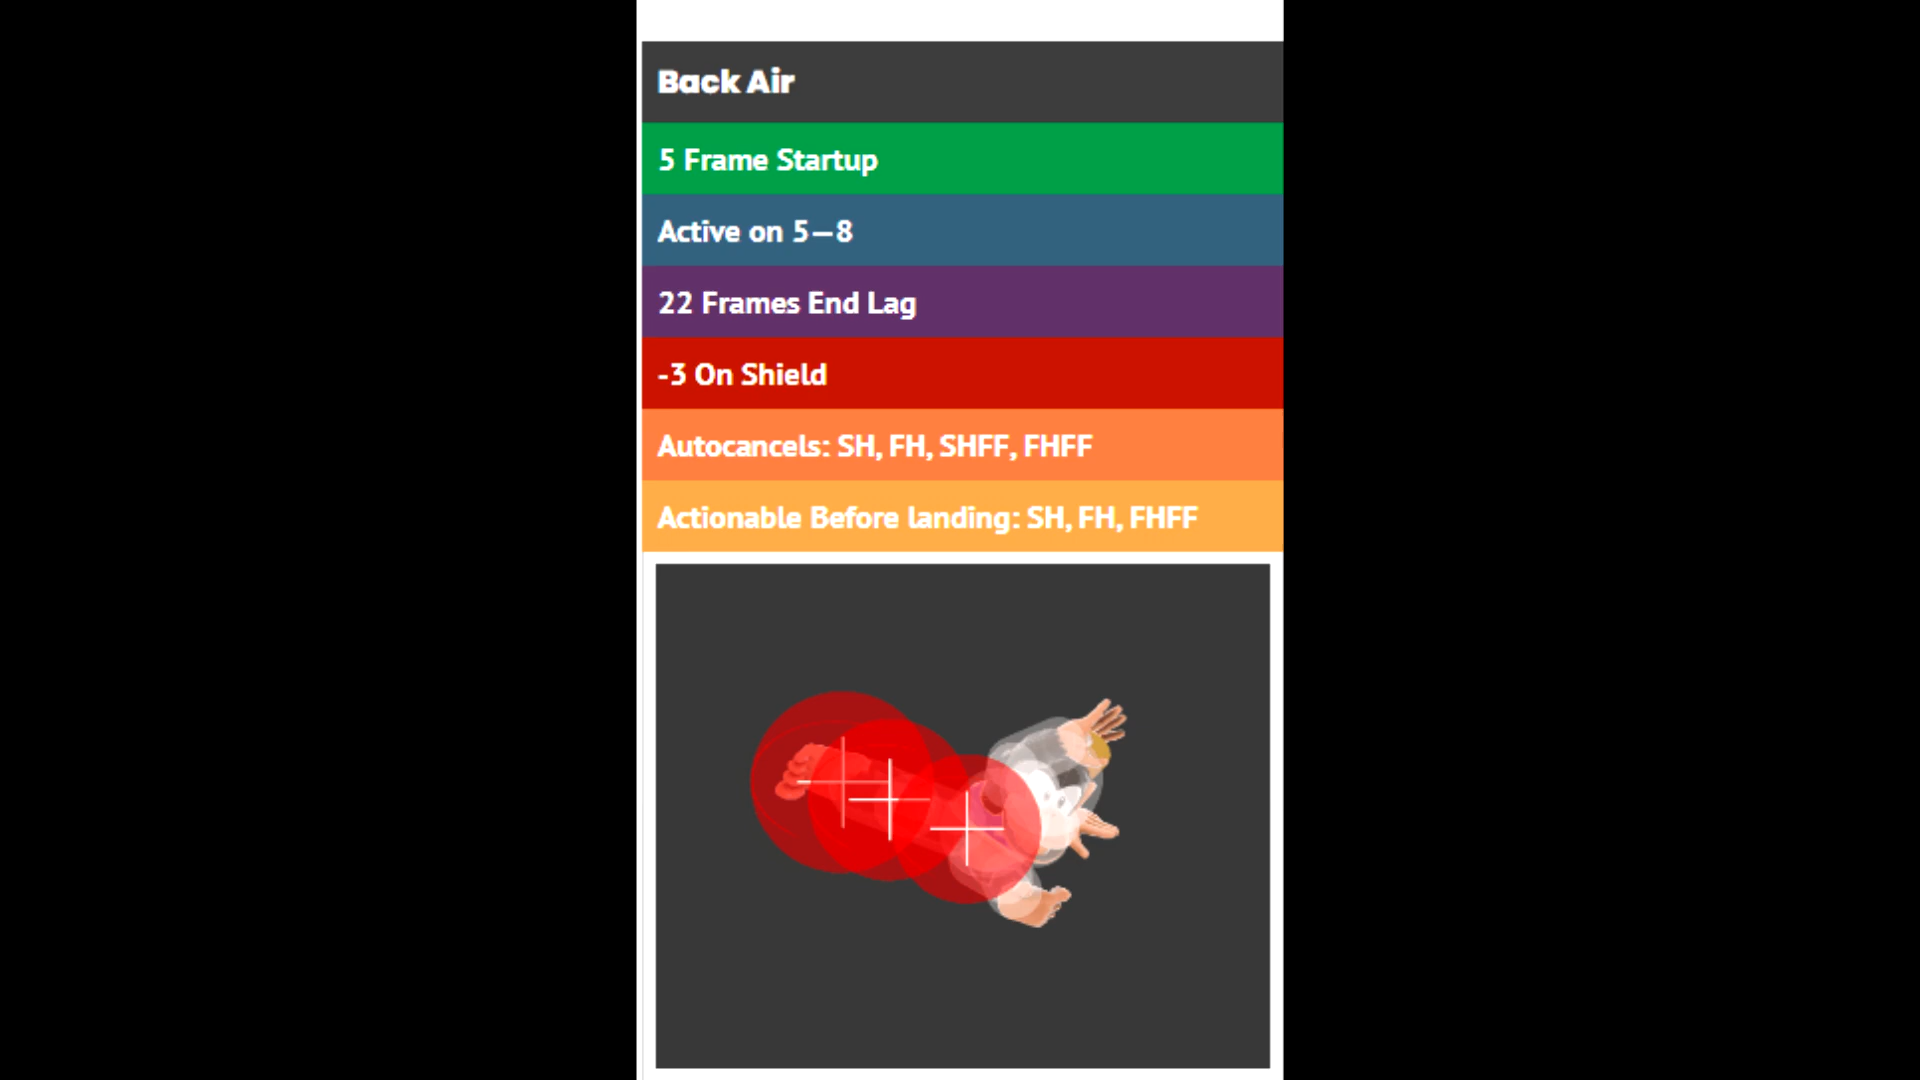 Back Air
5 Frame Startup
Active on 5—8
22 Frames End Lag
-3 On Shield
Autocancels: SH, FH, SHFF, FHFF
Actionable Before landing: SH, FH, FHFF